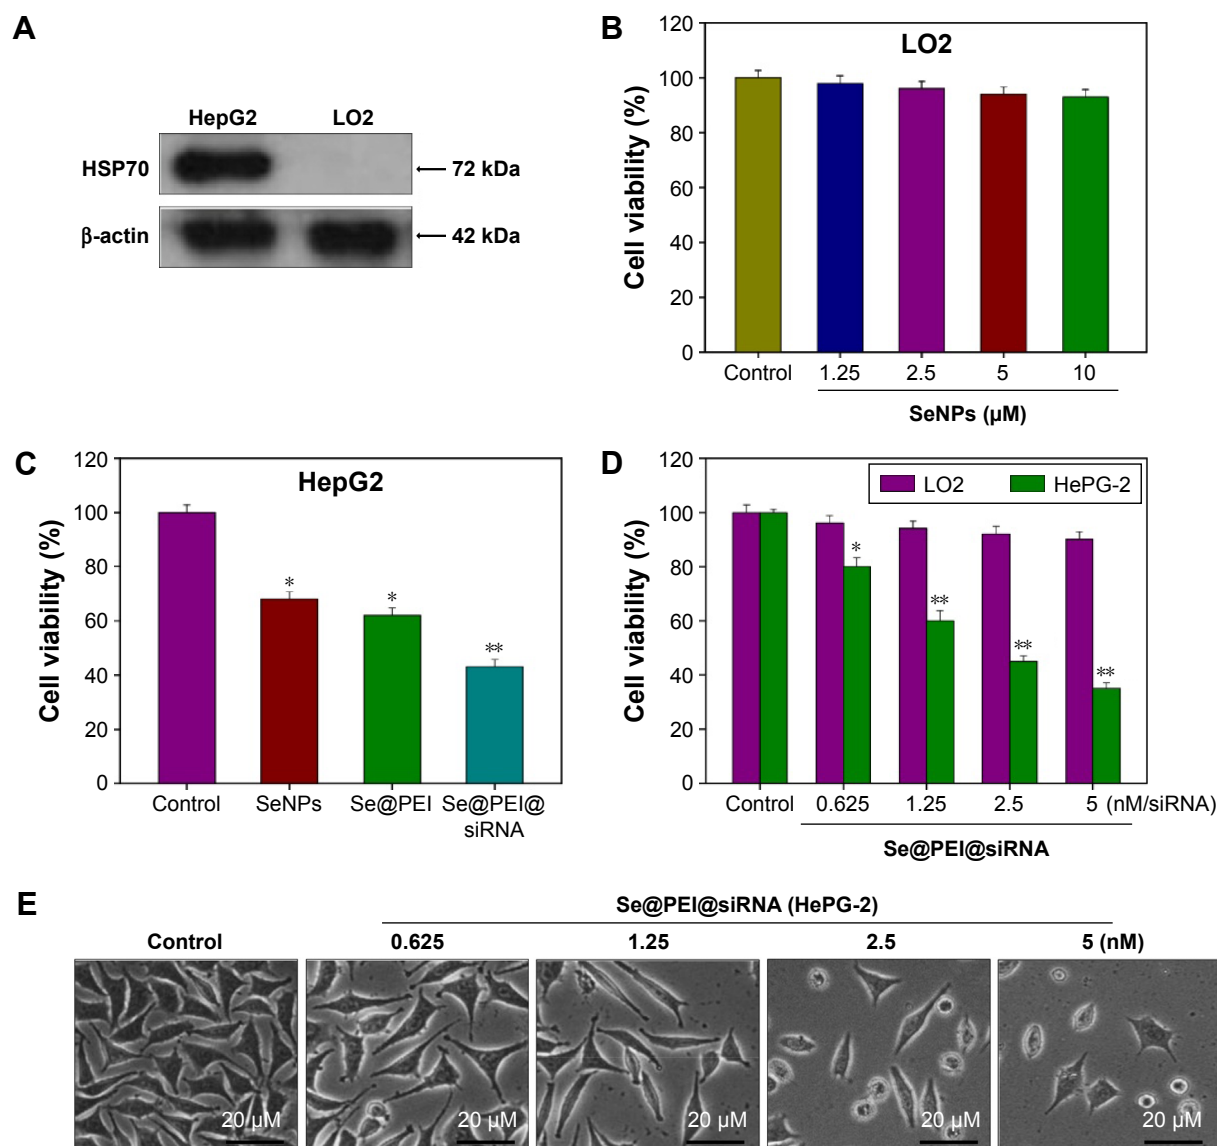 A
HepG2 LO2
HSP70 72 kDa
β-actin 42 kDa
B
LO2
Cell viability (%)
120
100
80
60
40
20
0
Control 1.25 2.5 5 10
SeNPs (µM)
C
HepG2
Cell viability (%)
120
100
80
60
40
20
0
*
*
**
Control SeNPs Se@PEI Se@PEI@
siRNA
D
LO2 HePG-2
Cell viability (%)
120
100
80
60
40
20
0
*
**
**
**
Control 0.625 1.25 2.5 5 (nM/siRNA)
Se@PEI@siRNA
E
Se@PEI@siRNA (HePG-2)
Control 0.625 1.25 2.5 5 (nM)
20 µM 20 µM 20 µM 20 µM 20 µM